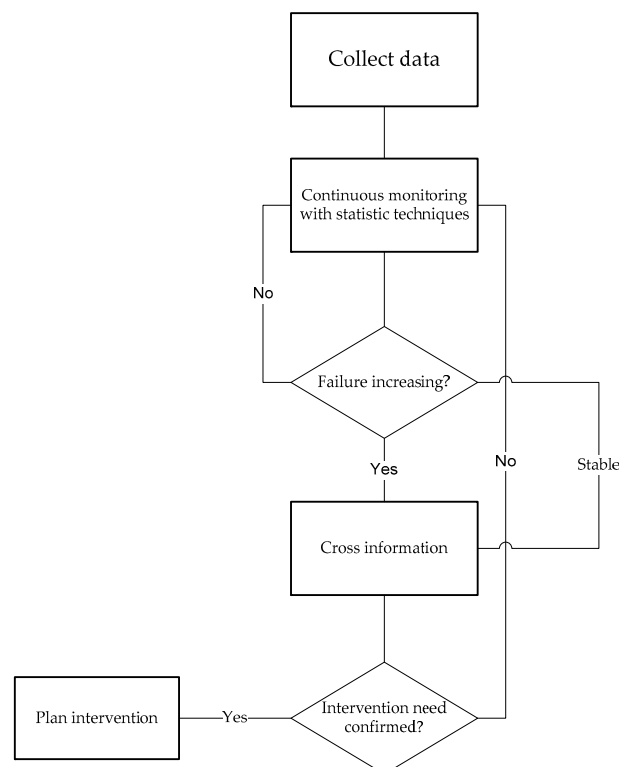 Collect data
Continuous monitoring
with statistic techniques
No
Failure increasing?
Yes
No
Stable
Cross information
Plan intervention
Yes
Intervention need
confirmed?